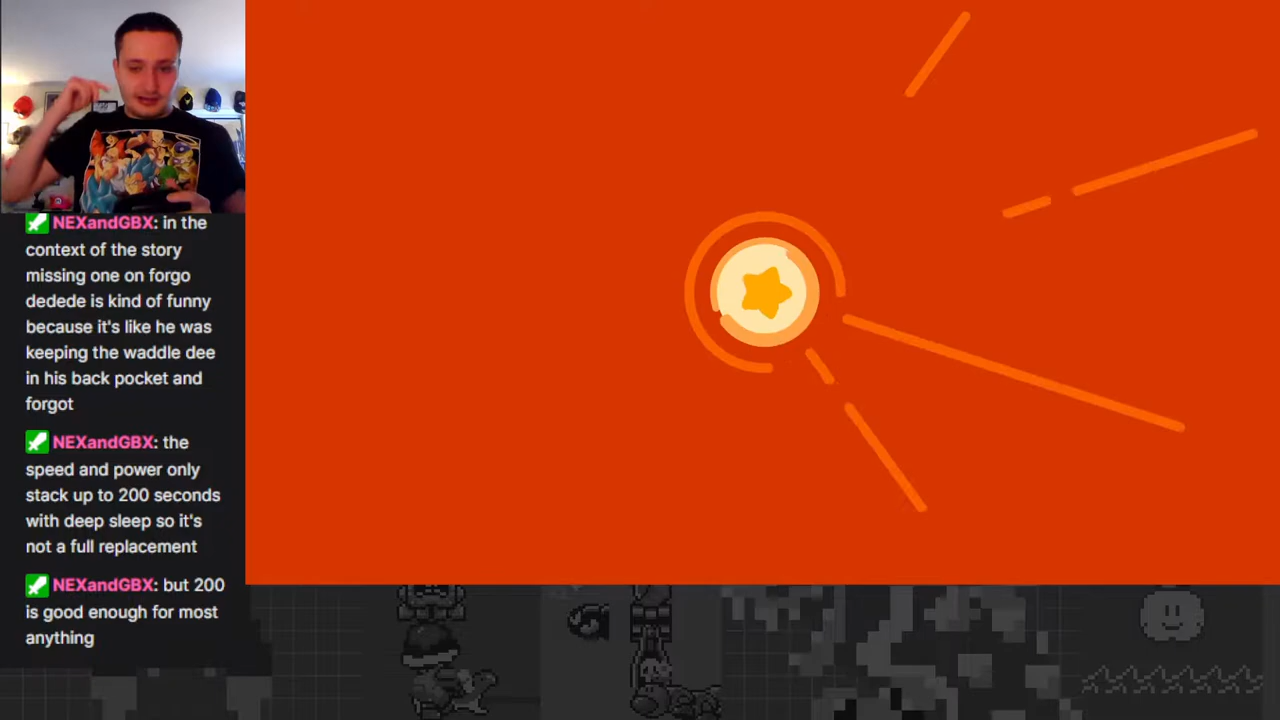 NEXandGBX: in the
context of the story
missing one on forgo
dedede is kind of funny
because it's like he was
keeping the waddle dee
in his back pocket and
forgot
NEXandGBX: the
speed and power only
stack up to 200 seconds
with deep sleep so it's
not a full replacement
NEXandGBX: but 200
is good enough for most
anything